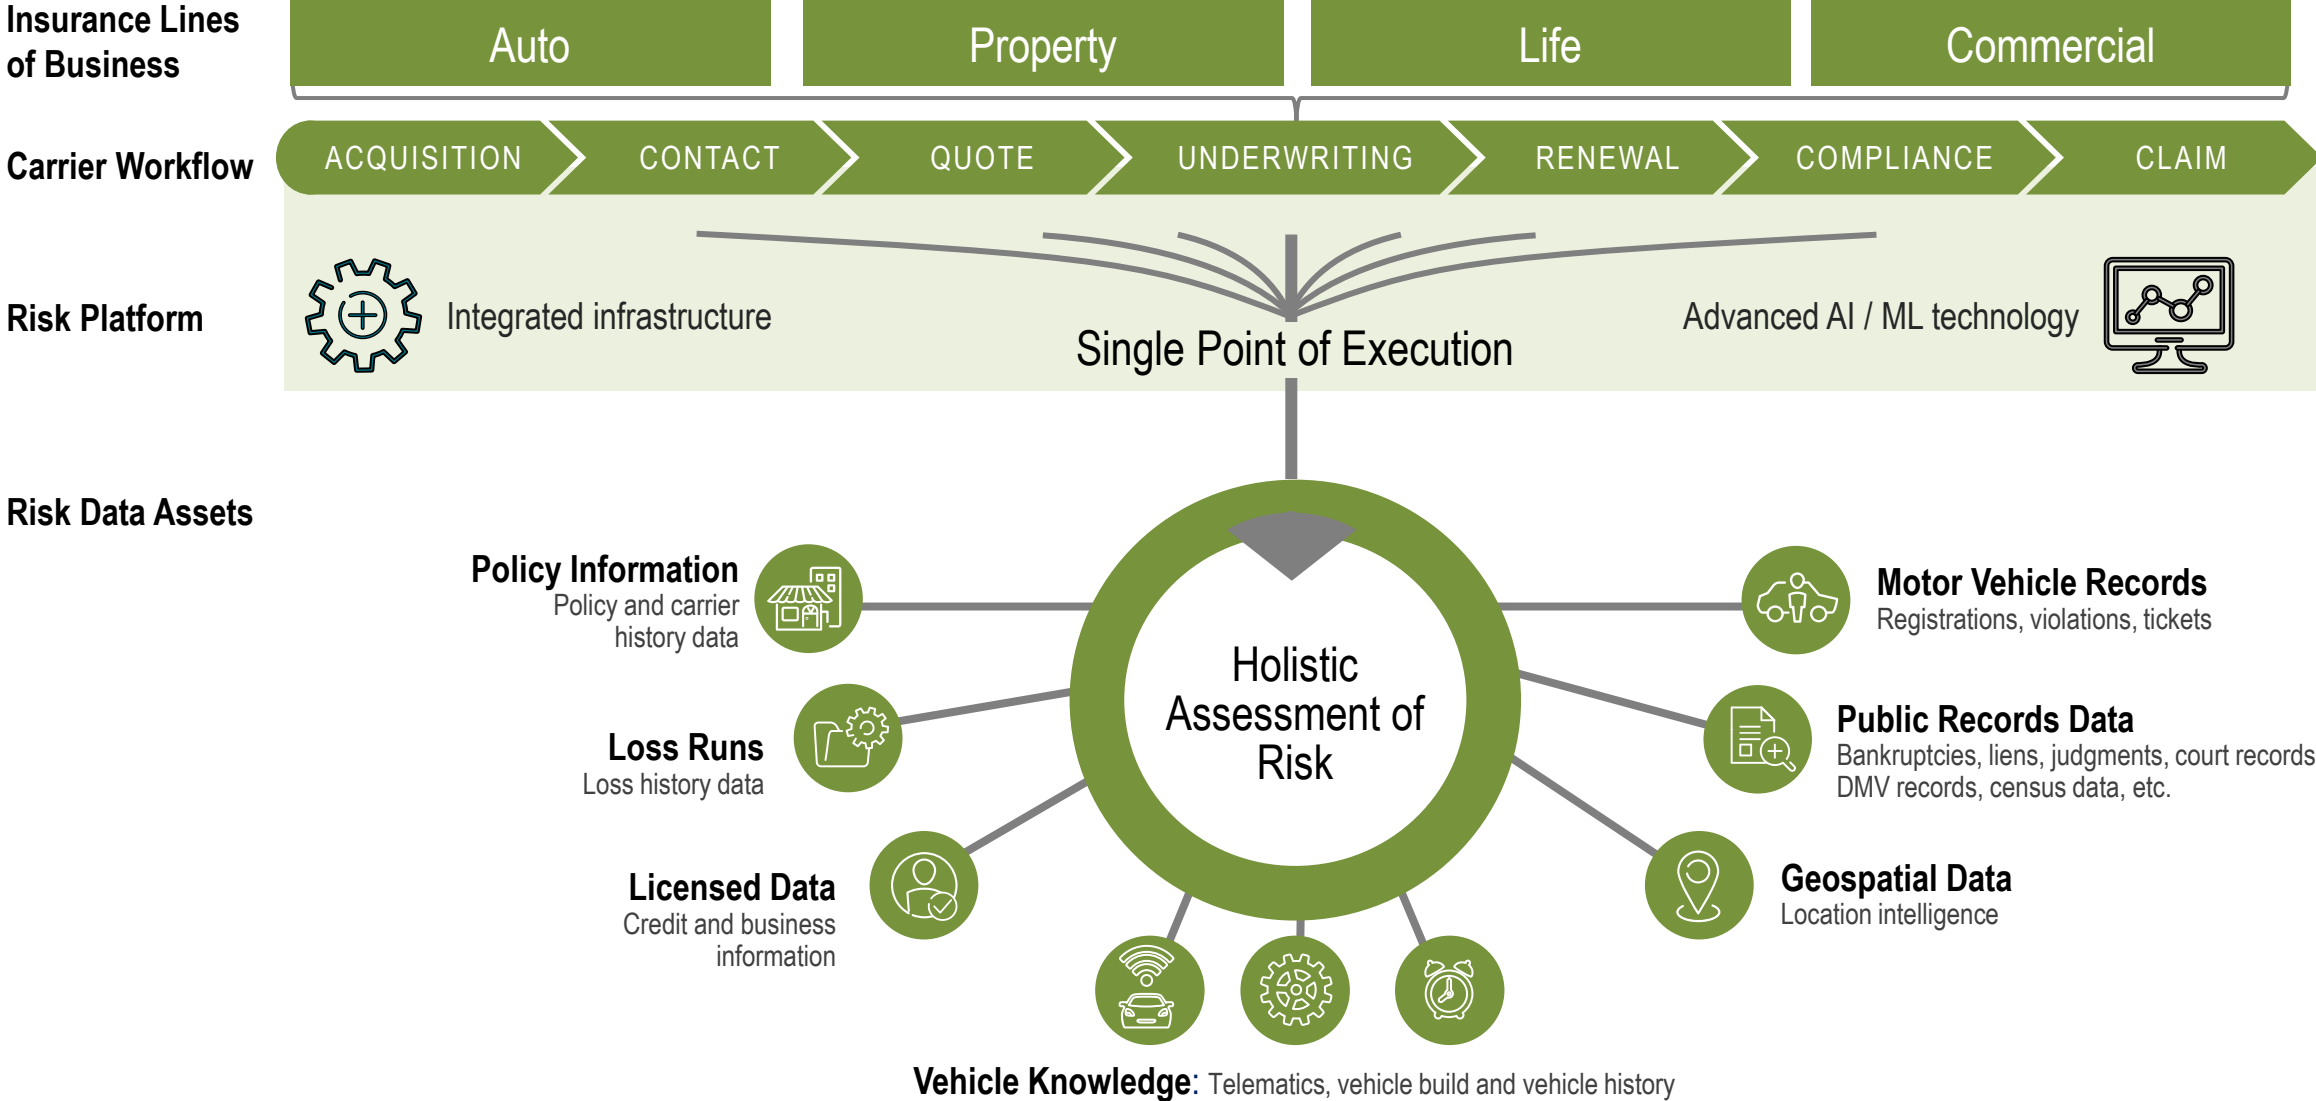 Insurance Lines
of Business
Auto
Property
Life
Commercial
Carrier Workflow
ACQUISITION
CONTACT
QUOTE
UNDERWRITING
RENEWAL
COMPLIANCE
CLAIM
Risk Platform
Integrated infrastructure
Single Point of Execution
Advanced AI / ML technology
Risk Data Assets
Policy Information
Policy and carrier
history data
Loss Runs
Loss history data
Licensed Data
Credit and business
information
Holistic
Assessment of
Risk
Motor Vehicle Records
Registrations, violations, tickets
Public Records Data
Bankruptcies, liens, judgments, court records
DMV records, census data, etc.
Geospatial Data
Location intelligence
Vehicle Knowledge: Telematics, vehicle build and vehicle history